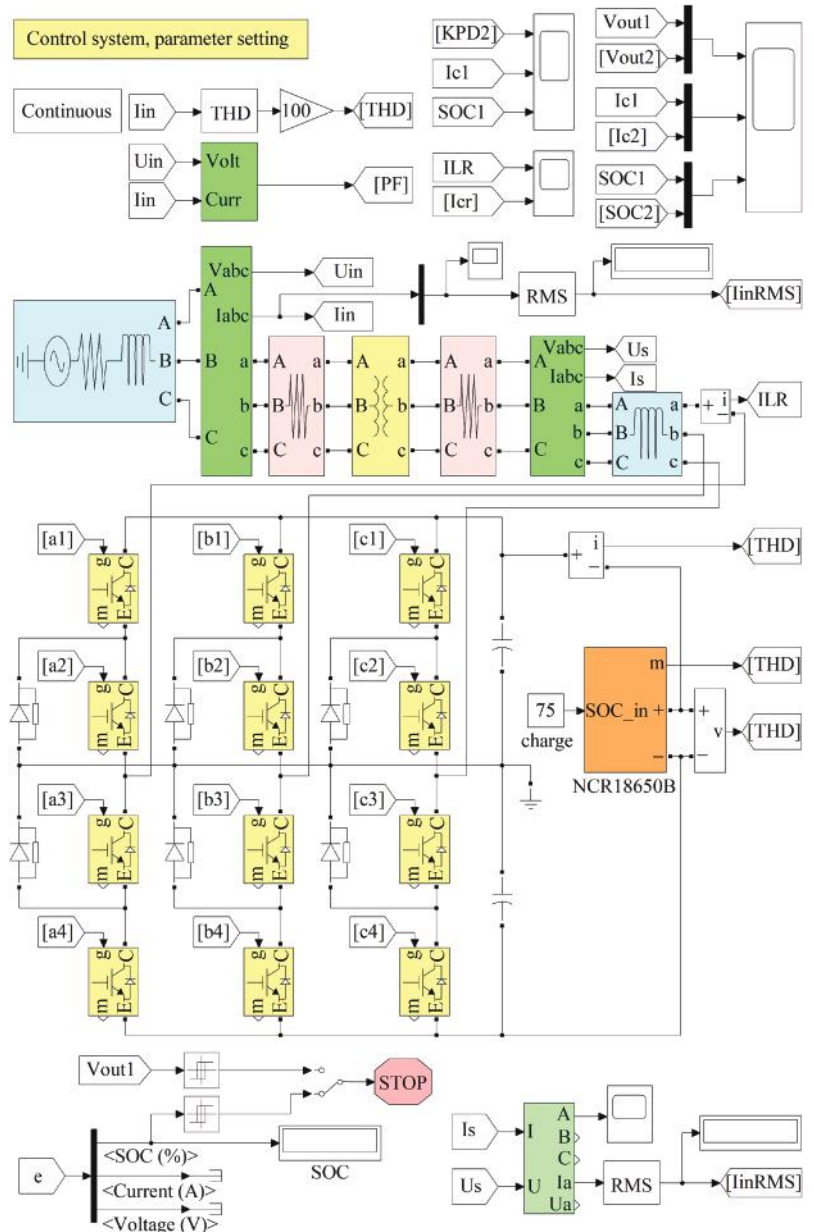 Control system, parameter setting
[KPD2]
Ic1
SOC1
Vout1
[Vout2]
Ic1
[Ic2]
SOC1
[SOC2]
Continuous
Iin
THD
100
[THD]
Uin
Iin
Volt
Curr
[PF]
ILR
[Icr]
Vabc
Iabc
Uin
Iin
RMS
[IinRMS]
A
B
C
A
B
C
a
b
c
A
B
C
a
b
c
A
B
C
a
b
c
A
B
C
a
b
c
Vabc
Iabc
Us
Is
A
B
C
a
b
c
A
B
C
a
b
c
+
i
−
ILR
[a1]
g
C
m
E
[b1]
g
C
m
E
[c1]
g
C
m
E
+
i
−
[THD]
[a2]
g
C
m
E
[b2]
g
C
m
E
[c2]
g
C
m
E
75
charge
m
SOC_in +
−
NCR18650B
[THD]
+
v
−
[THD]
[a3]
g
C
m
E
[b3]
g
C
m
E
[c3]
g
C
m
E
[a4]
g
C
m
E
[b4]
g
C
m
E
[c4]
g
C
m
E
Vout1
STOP
e
<SOC (%)>
<Current (A)>
<Voltage (V)>
SOC
Is
Us
I
U
A
B
C
Ia
Ua
RMS
[IinRMS]